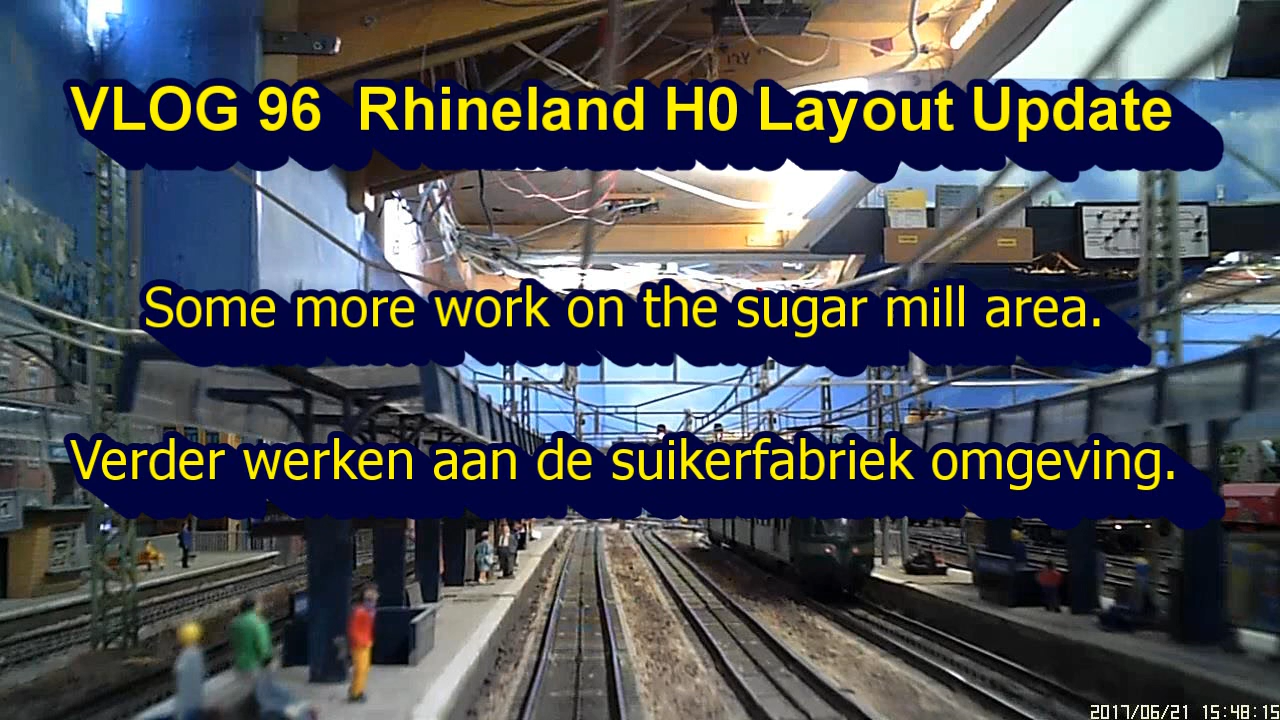 VLOG 96  Rhineland H0 Layout Update
Some more work on the sugar mill area.
Verder werken aan de suikerfabriek omgeving.
2017/06/21 15:48:15